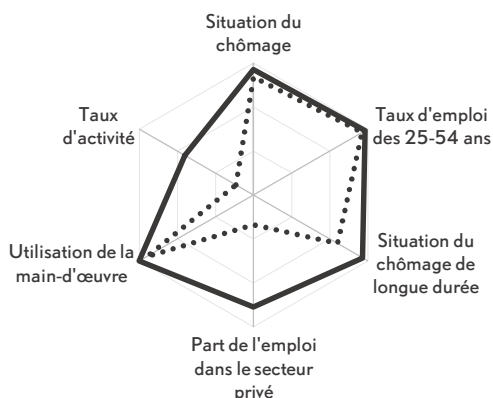 Situation du
chômage
Taux
d'activité
Taux d'emploi
des 25-54 ans
Utilisation de la
main-d'œuvre
Situation du
chômage de
longue durée
Part de l'emploi
dans le secteur
privé